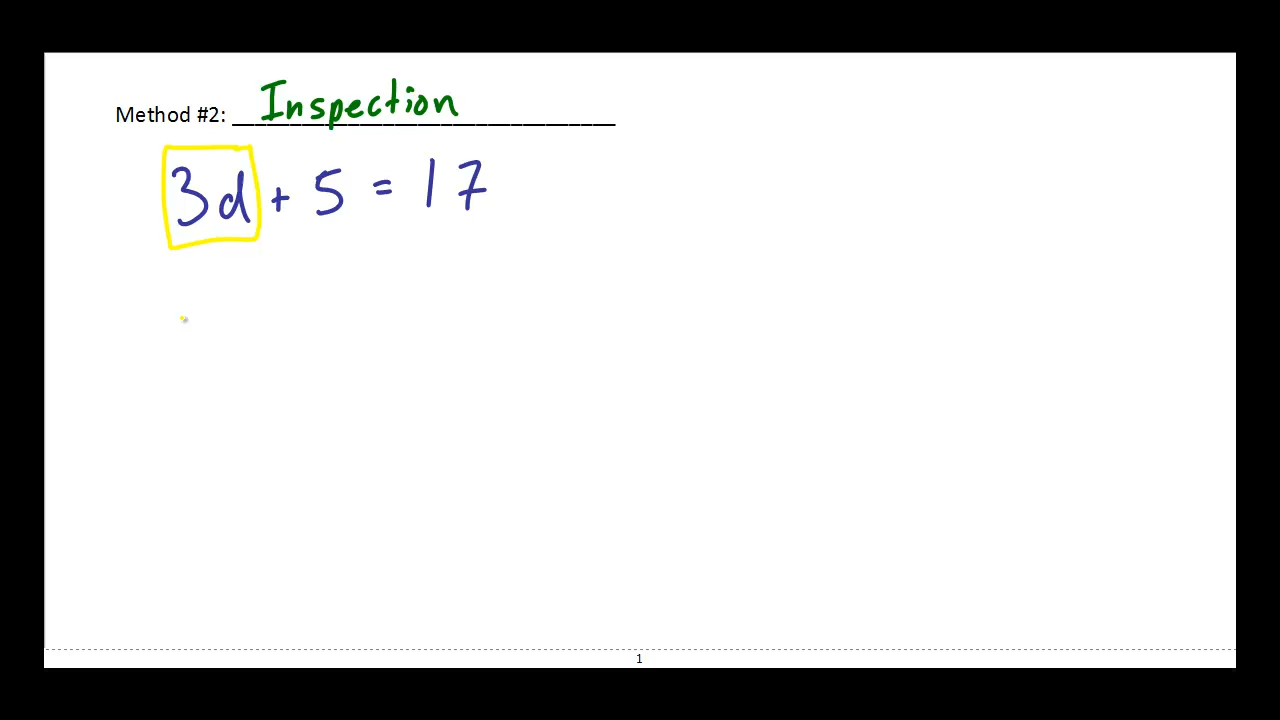 Method #2: Inspection
3d + 5 = 17
1